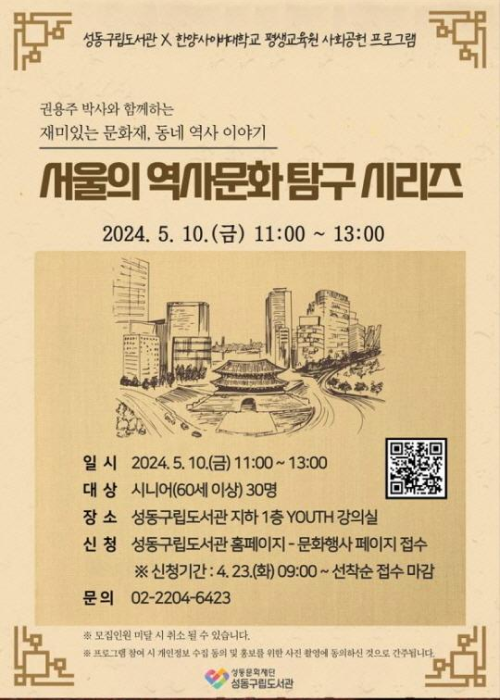 성동구립도서관 X 한양사이버대학교 평생교육원 사회공헌 프로그램
권용주 박사와 함께하는
재미있는 문화재, 동네 역사 이야기
서울의 역사문화 탐구 시리즈
2024. 5. 10.(금) 11:00 ~ 13:00
일 시 2024. 5. 10.(금) 11:00 ~ 13:00
대 상 시니어(60세 이상) 30명
장 소 성동구립도서관 지하 1층 YOUTH 강의실
신 청 성동구립도서관 홈페이지 - 문화행사 페이지 접수
※ 신청기간 : 4. 23.(화) 09:00 ~ 선착순 접수 마감
문 의 02-2204-6423
※ 모집인원 미달 시 취소 될 수 있습니다.
※ 프로그램 참여 시 개인정보 수집 동의 및 홍보를 위한 사진 촬영에 동의하신 것으로 간주됩니다.
성동문화재단
성동구립도서관